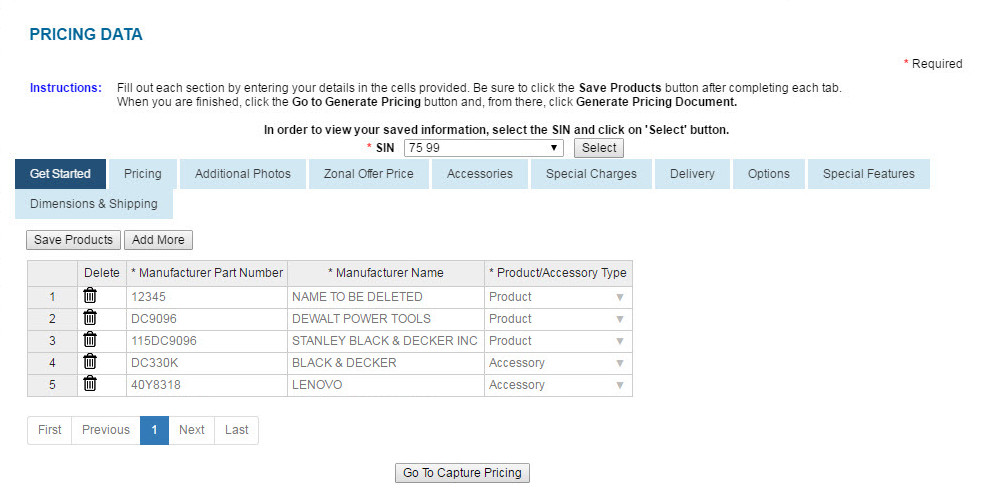 PRICING DATA
* Required
Instructions: Fill out each section by entering your details in the cells provided. Be sure to click the Save Products button after completing each tab.
When you are finished, click the Go to Generate Pricing button and, from there, click Generate Pricing Document.
In order to view your saved information, select the SIN and click on 'Select' button.
* SIN 75 99 Select
Get Started Pricing Additional Photos Zonal Offer Price Accessories Special Charges Delivery Options Special Features
Dimensions & Shipping
Save Products Add More
Delete * Manufacturer Part Number * Manufacturer Name * Product/Accessory Type
1 12345 NAME TO BE DELETED Product
2 DC9096 DEWALT POWER TOOLS Product
3 115DC9096 STANLEY BLACK & DECKER INC Product
4 DC330K BLACK & DECKER Accessory
5 40Y8318 LENOVO Accessory
First Previous 1 Next Last
Go To Capture Pricing